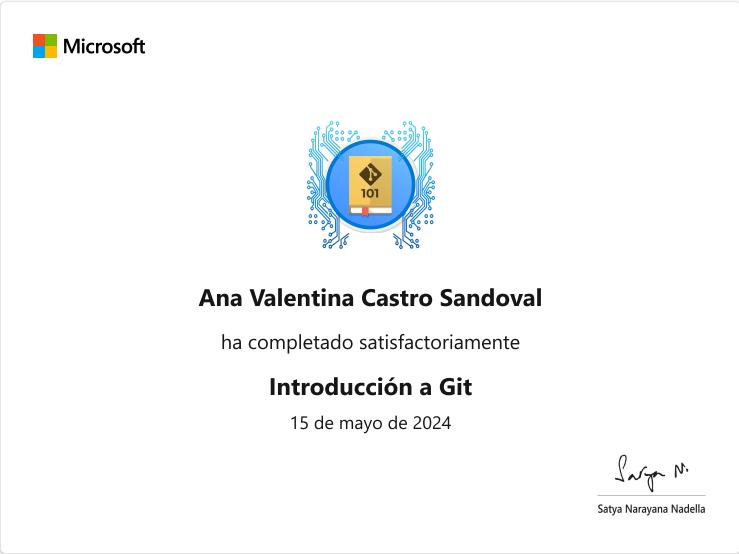 Microsoft
101
Ana Valentina Castro Sandoval
ha completado satisfactoriamente
Introducción a Git
15 de mayo de 2024
Satya N.
Satya Narayana Nadella